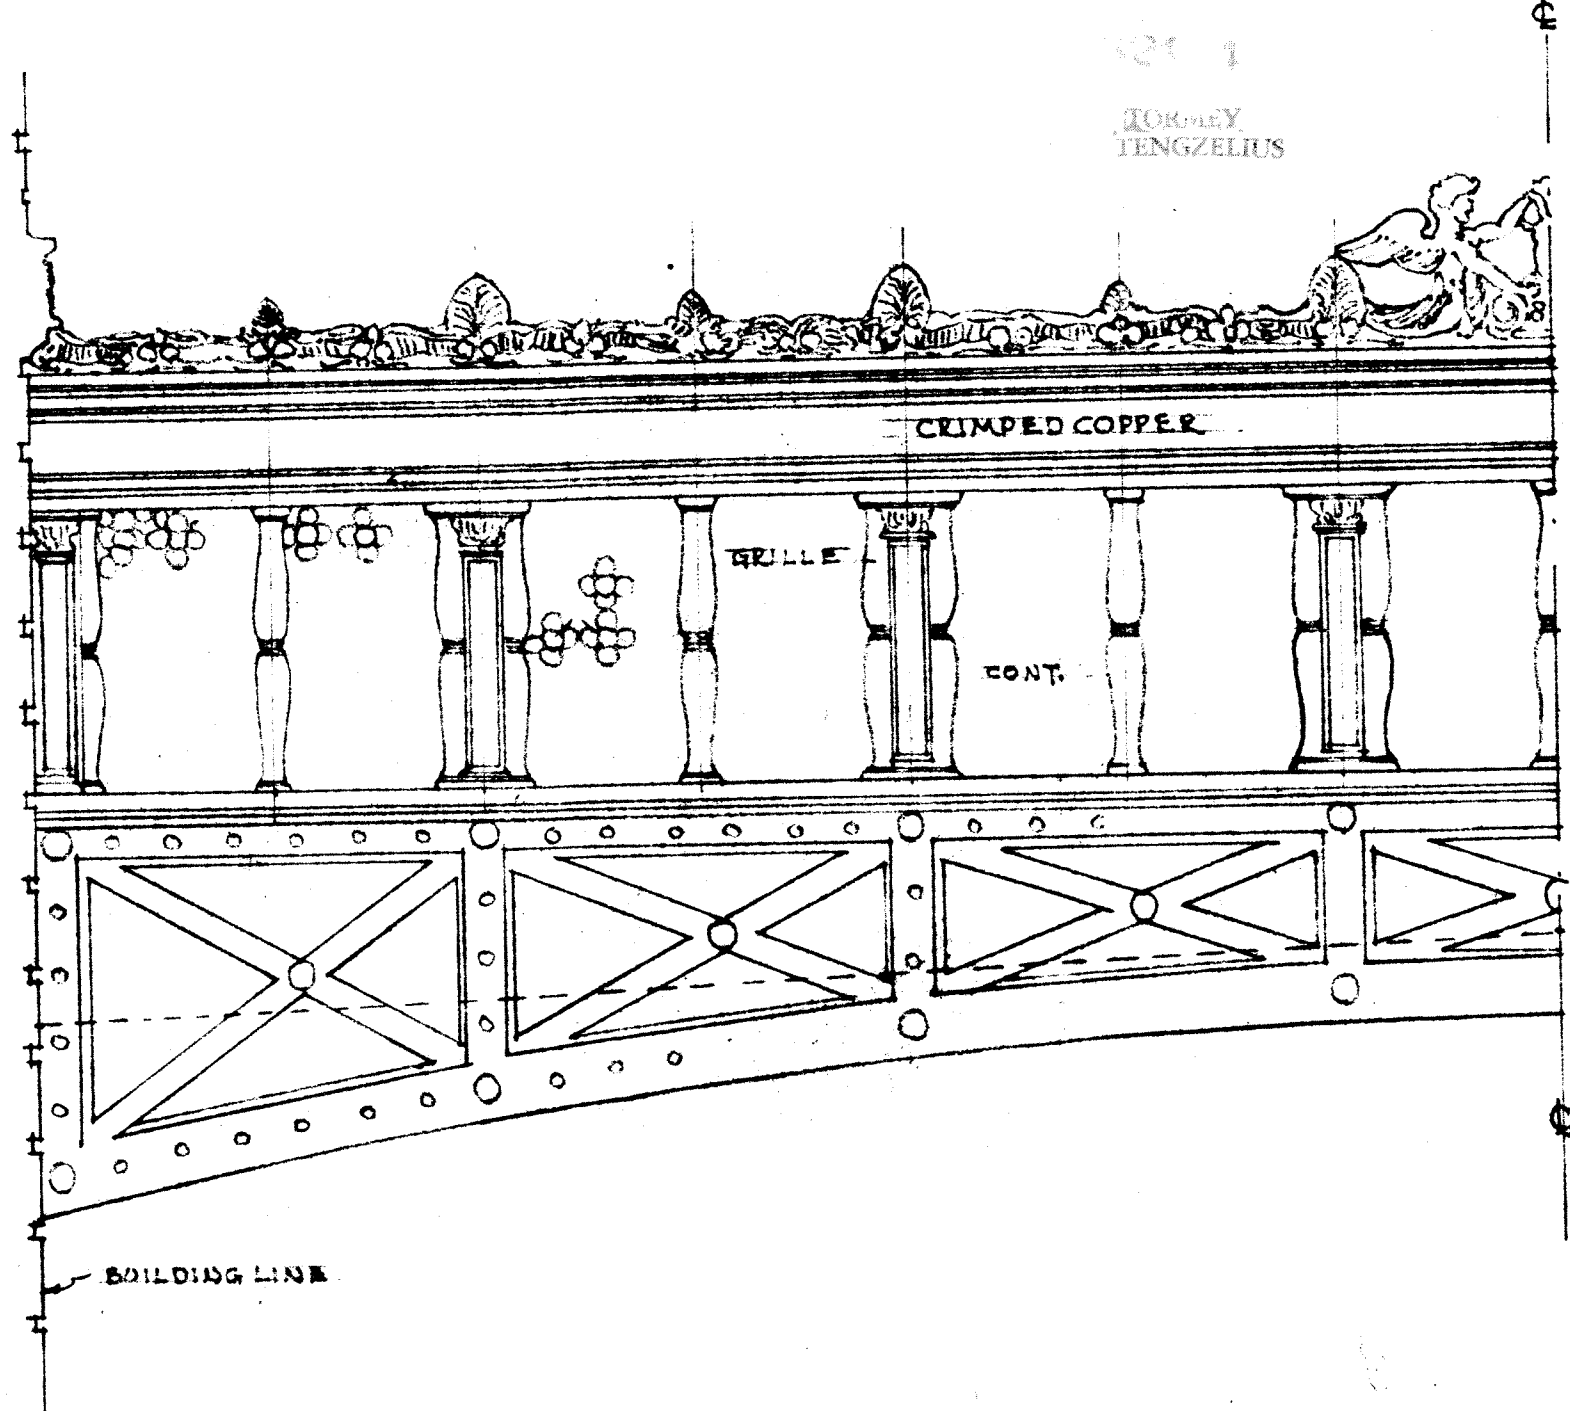 TORMEY
TENGZELIUS
CRIMPED COPPER
GRILLE
CONT.
BUILDING LINE